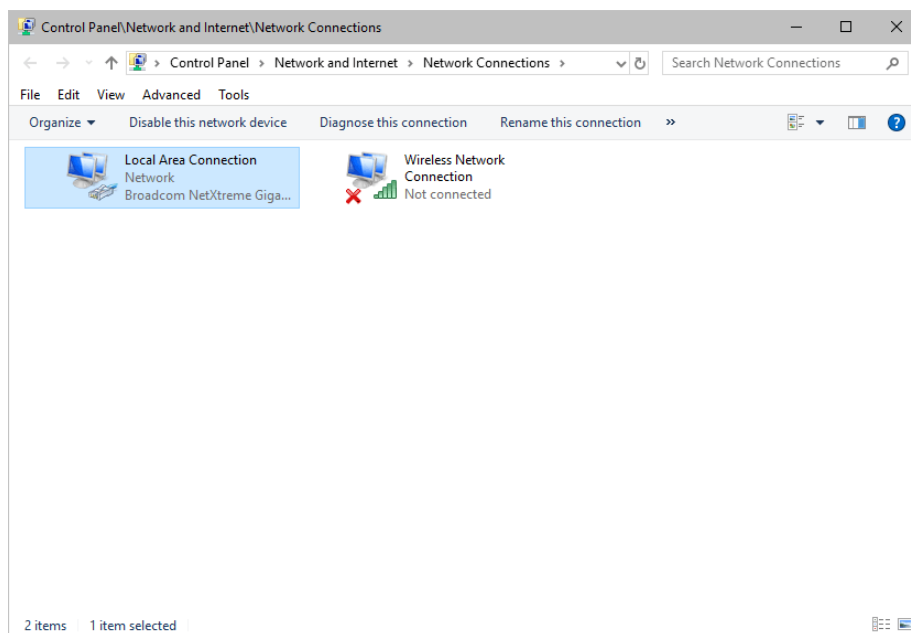 Control Panel\Network and Internet\Network Connections
Control Panel > Network and Internet > Network Connections >
Search Network Connections
File Edit View Advanced Tools
Organize Disable this network device Diagnose this connection Rename this connection »
Local Area Connection
Network
Broadcom NetXtreme Giga...
Wireless Network
Connection
Not connected
2 items 1 item selected